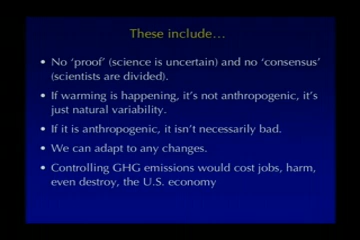 These include…
• No ‘proof’ (science is uncertain) and no ‘consensus’
(scientists are divided).
• If warming is happening, it’s not anthropogenic, it’s
just natural variability.
• If it is anthropogenic, it isn’t necessarily bad.
• We can adapt to any changes.
• Controlling GHG emissions would cost jobs, harm,
even destroy, the U.S. economy